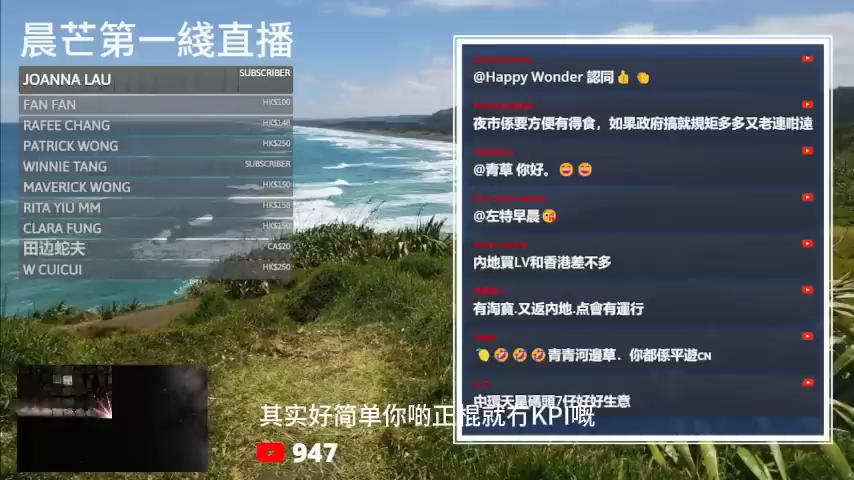 晨芒第一綫直播
JOANNA LAU SUBSCRIBER
FAN FAN HK$100
RAFEE CHANG HK$148
PATRICK WONG HK$250
WINNIE TANG SUBSCRIBER
MAVERICK WONG HK$150
RITA YIU MM HK$158
CLARA FUNG
田边蛇夫 CA$20
W CUICUI HK$250
@Happy Wonder 認同👍👏
夜市係要方便有得食，如果政府搞就規矩多多又老連咁遠
@青草 你好。😄😄
@左特早晨😘
內地買LV和香港差不多
有淘寶.又返内地.点會有運行
🍋🤣🤣🤣青青河邊草．你都係平遊CN
中環天星碼頭7仔好好生意
其实好简单你啲正棍就冇KPI嘅
947